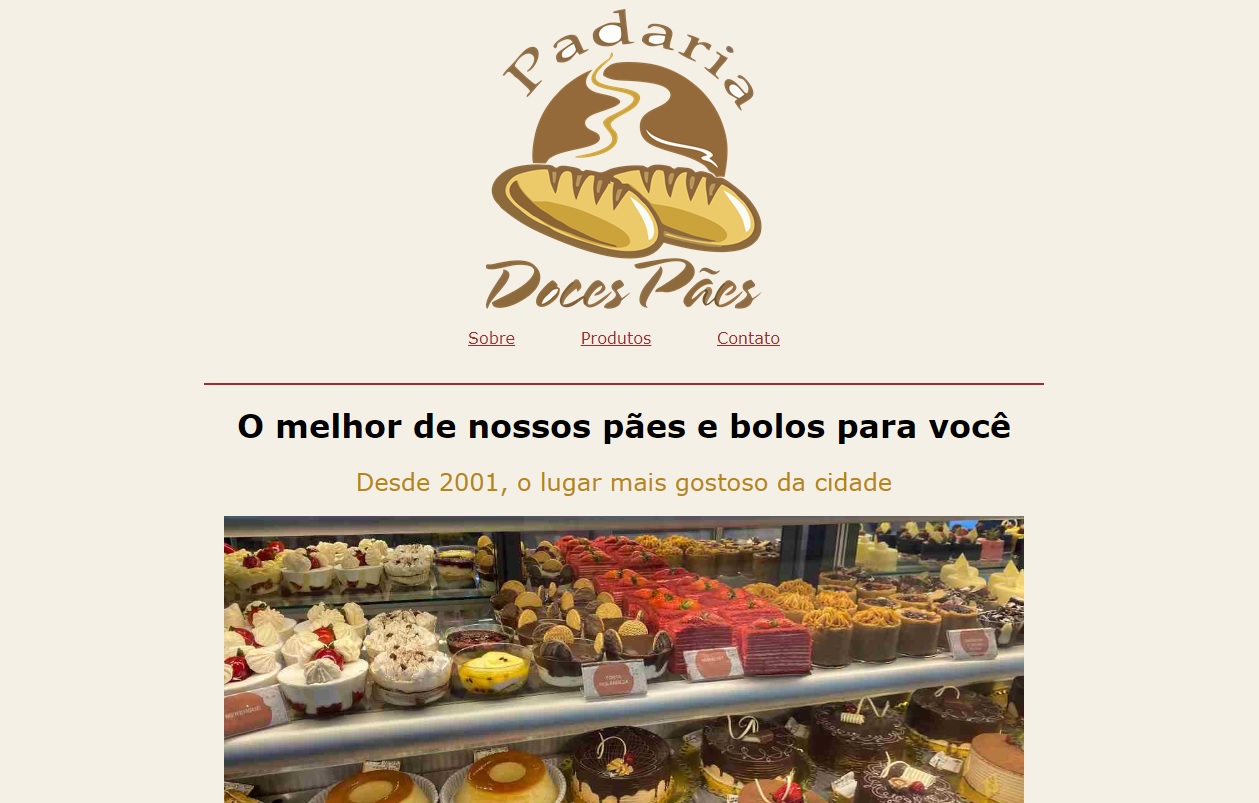 Padaria
Doces Pães
Sobre Produtos Contato
O melhor de nossos pães e bolos para você
Desde 2001, o lugar mais gostoso da cidade